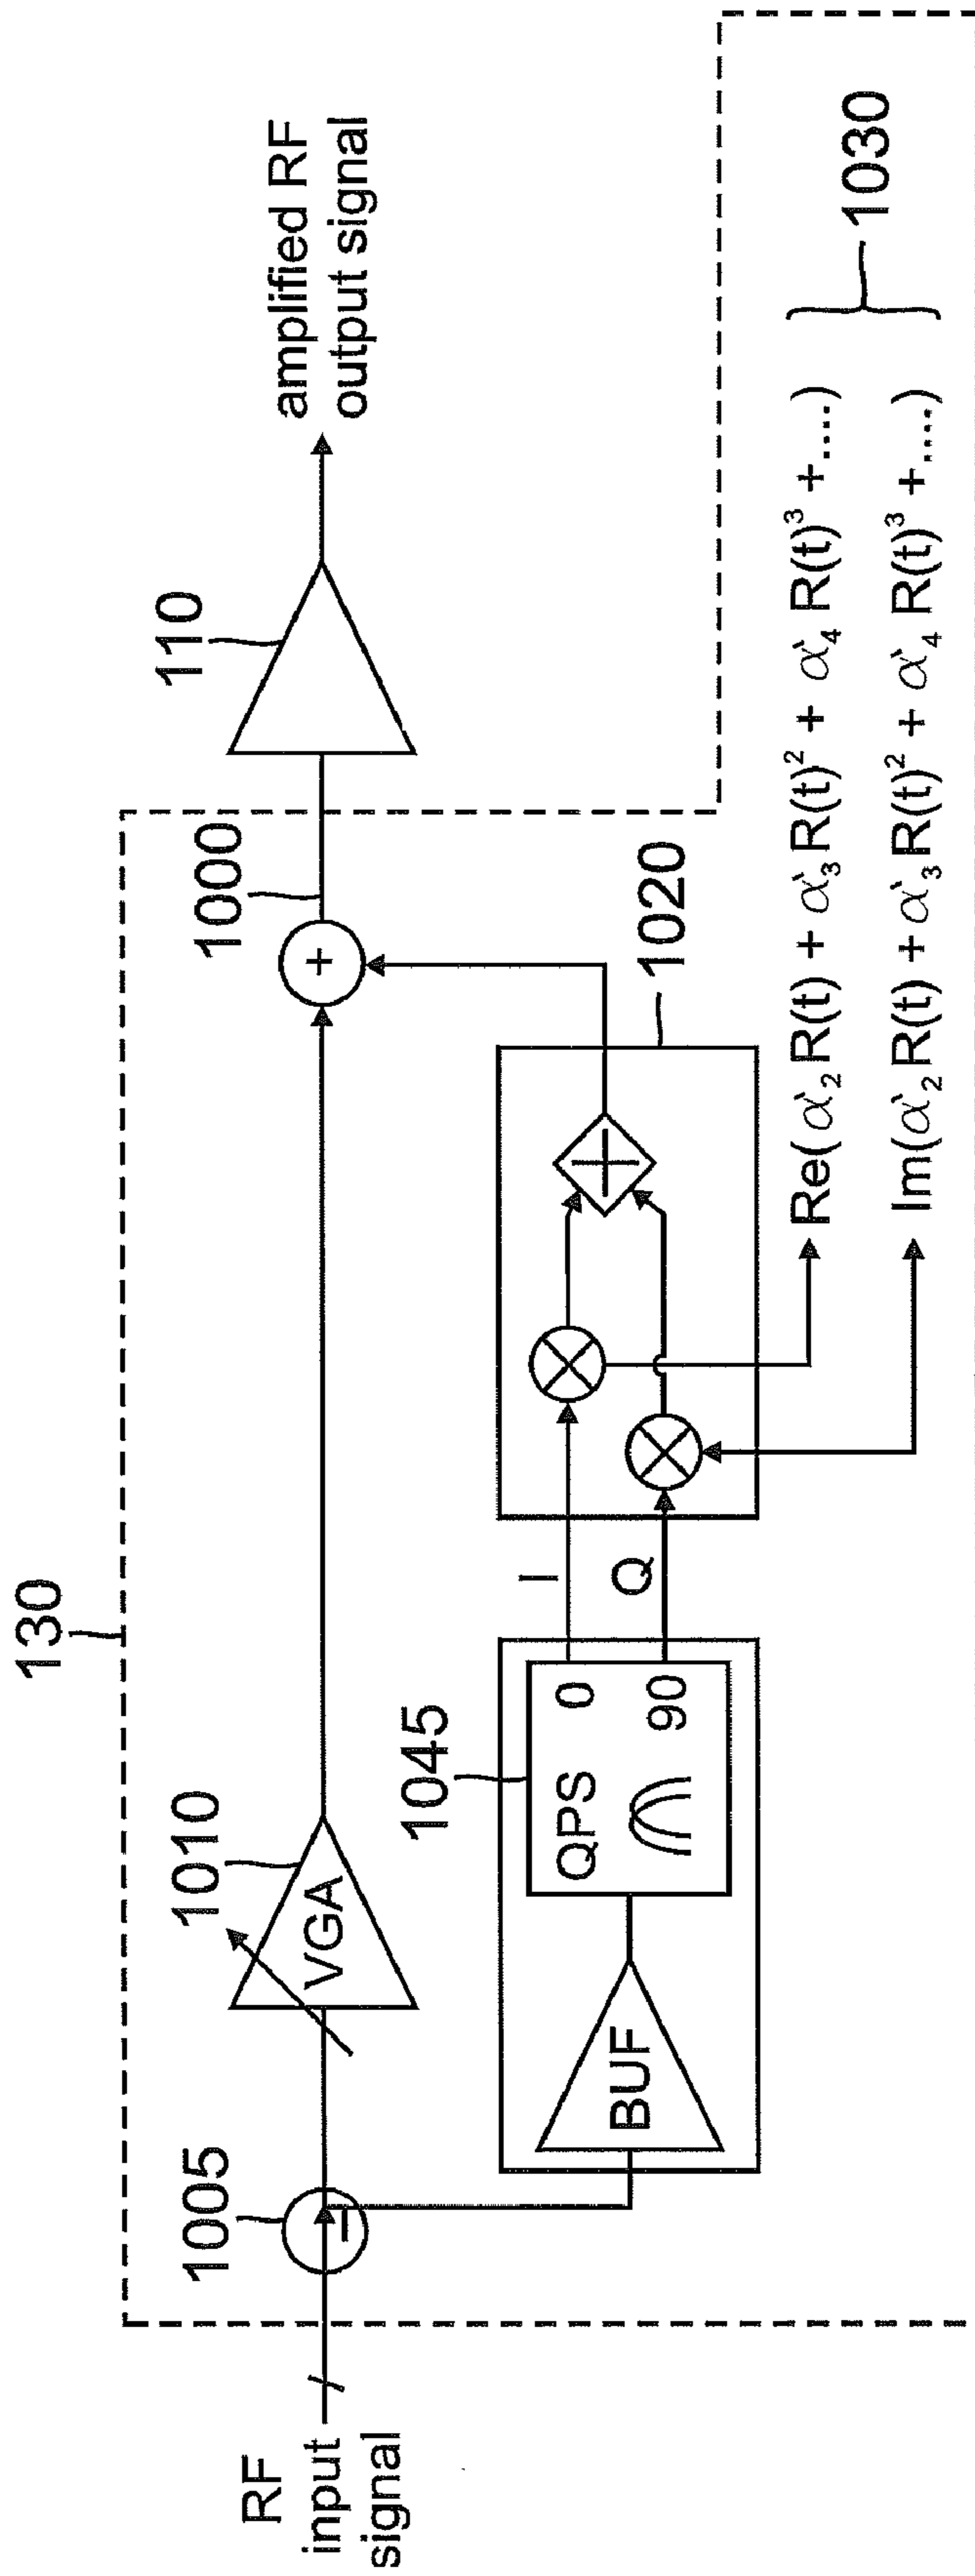 130
RF
input
signal
1005
1010
VGA
1000
+
110
amplified RF
output signal
BUF
1045
QPS
0
90
I
Q
1020
Re(α`₂ R(t) + α`₃ R(t)² + α`₄ R(t)³ +....)
Im(α`₂ R(t) + α`₃ R(t)² + α`₄ R(t)³ +....)
1030